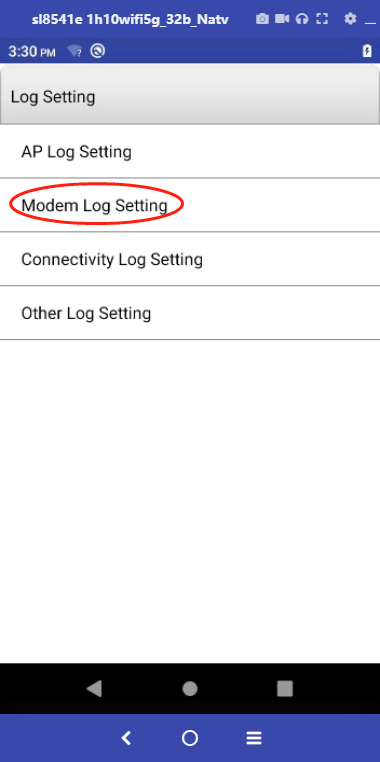 sl8541e 1h10wifi5g_32b_Natv
3:30 PM
Log Setting
AP Log Setting
Modem Log Setting
Connectivity Log Setting
Other Log Setting